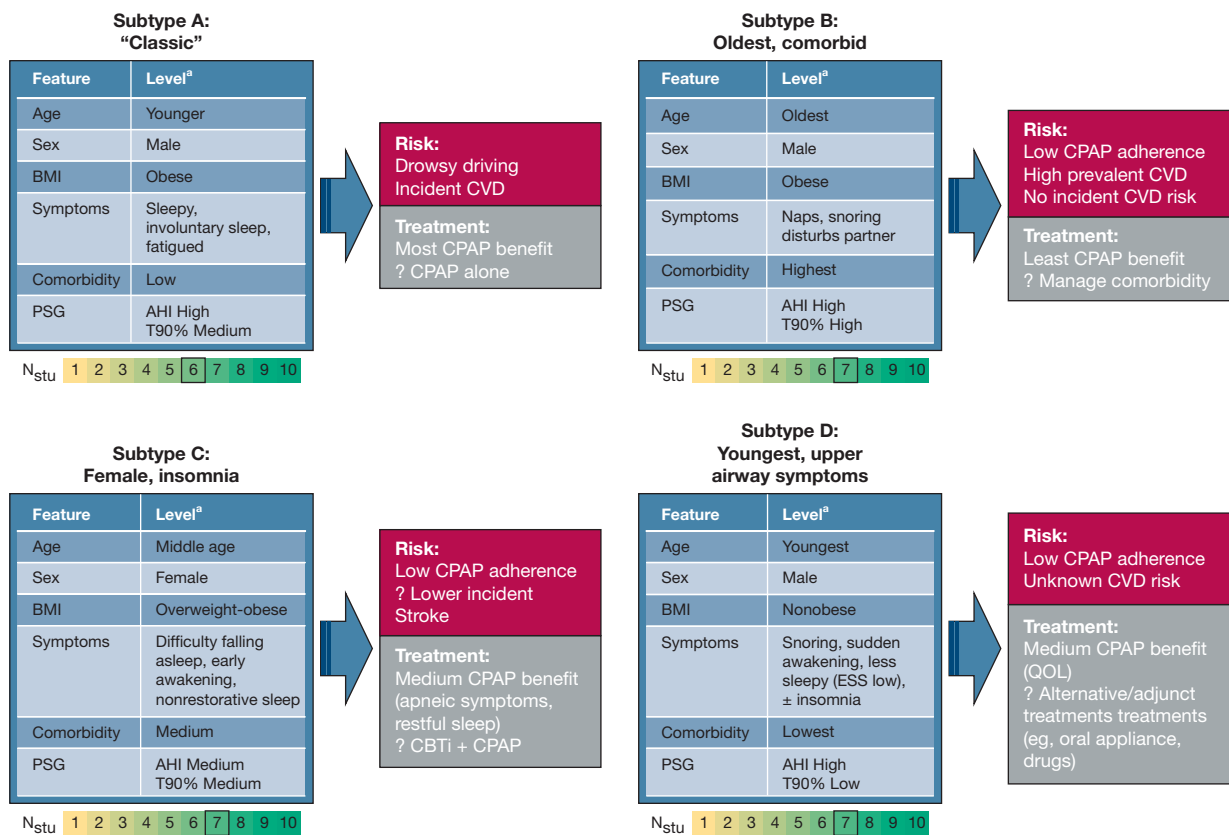 Subtype A:
“Classic”
Feature Levelᵃ
Age Younger
Sex Male
BMI Obese
Symptoms Sleepy,
involuntary sleep,
fatigued
Comorbidity Low
PSG AHI High
T90% Medium
Nstu 1 2 3 4 5 6 7 8 9 10
Risk:
Drowsy driving
Incident CVD
Treatment:
Most CPAP benefit
? CPAP alone
Subtype B:
Oldest, comorbid
Feature Levelᵃ
Age Oldest
Sex Male
BMI Obese
Symptoms Naps, snoring
disturbs partner
Comorbidity Highest
PSG AHI High
T90% High
Nstu 1 2 3 4 5 6 7 8 9 10
Risk:
Low CPAP adherence
High prevalent CVD
No incident CVD risk
Treatment:
Least CPAP benefit
? Manage comorbidity
Subtype C:
Female, insomnia
Feature Levelᵃ
Age Middle age
Sex Female
BMI Overweight-obese
Symptoms Difficulty falling
asleep, early
awakening,
nonrestorative sleep
Comorbidity Medium
PSG AHI Medium
T90% Medium
Nstu 1 2 3 4 5 6 7 8 9 10
Risk:
Low CPAP adherence
? Lower incident
Stroke
Treatment:
Medium CPAP benefit
(apneic symptoms,
restful sleep)
? CBTi + CPAP
Subtype D:
Youngest, upper
airway symptoms
Feature Levelᵃ
Age Youngest
Sex Male
BMI Nonobese
Symptoms Snoring, sudden
awakening, less
sleepy (ESS low),
± insomnia
Comorbidity Lowest
PSG AHI High
T90% Low
Nstu 1 2 3 4 5 6 7 8 9 10
Risk:
Low CPAP adherence
Unknown CVD risk
Treatment:
Medium CPAP benefit
(QOL)
? Alternative/adjunct
treatments treatments
(eg, oral appliance,
drugs)